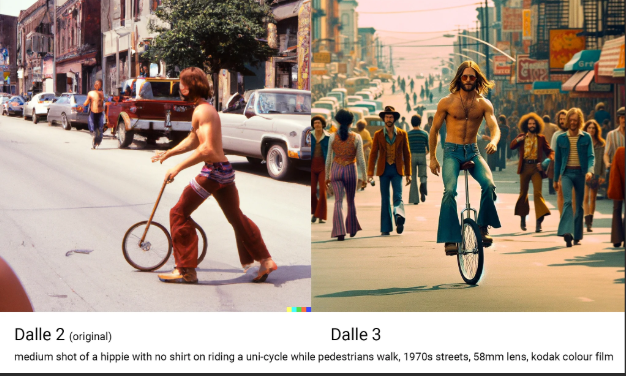 Dalle 2 (original)
Dalle 3
medium shot of a hippie with no shirt on riding a uni-cycle while pedestrians walk, 1970s streets, 58mm lens, kodak colour film